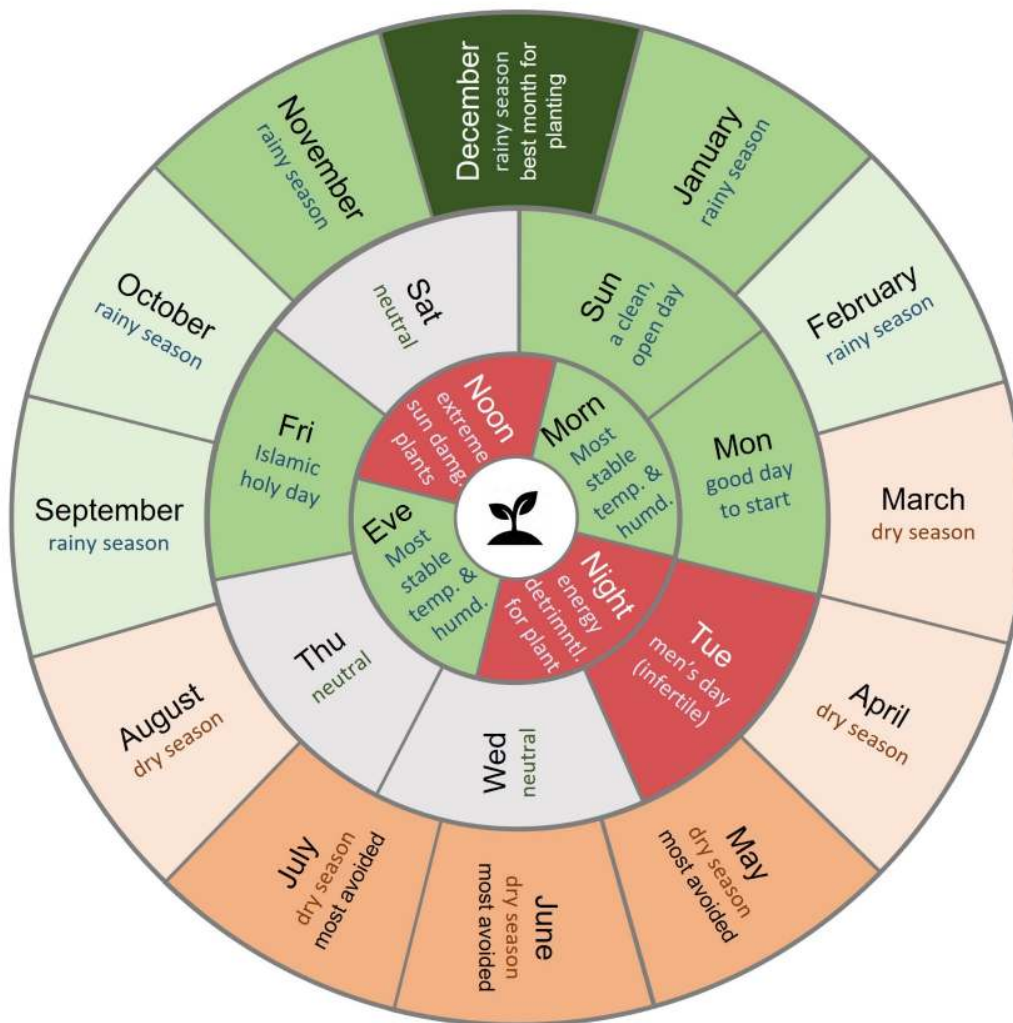 December
rainy season
best month for
planting
January
rainy season
February
rainy season
March
dry season
April
dry season
May
dry season
most avoided
June
dry season
most avoided
July
dry season
most avoided
August
dry season
September
rainy season
October
rainy season
November
rainy season
Sun
a clean,
open day
Mon
good day
to start
Tue
men's day
(infertile)
Wed
neutral
Thu
neutral
Fri
Islamic
holy day
Sat
neutral
Morn
Most
stable
temp. &
humd.
Night
energy
detrimntl.
for plant
Eve
Most
stable
temp. &
humd.
Noon
extreme
sun damg.
plants